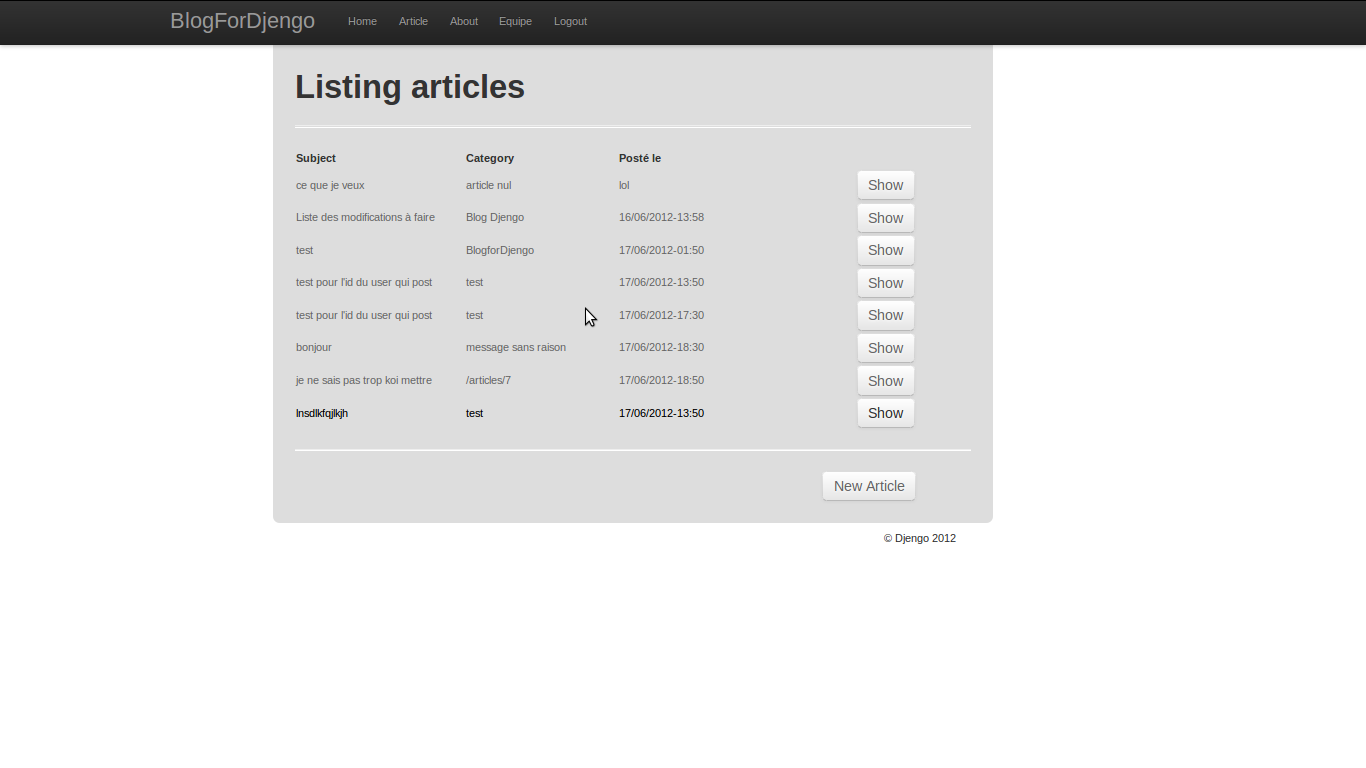 BlogForDjengo Home Article About Equipe Logout
Listing articles
Subject Category Posté le
ce que je veux article nul lol Show
Liste des modifications à faire Blog Djengo 16/06/2012-13:58 Show
test BlogforDjengo 17/06/2012-01:50 Show
test pour l'id du user qui post test 17/06/2012-13:50 Show
test pour l'id du user qui post test 17/06/2012-17:30 Show
bonjour message sans raison 17/06/2012-18:30 Show
je ne sais pas trop koi mettre /articles/7 17/06/2012-18:50 Show
lnsdlkfqjlkjh test 17/06/2012-13:50 Show
New Article
© Djengo 2012